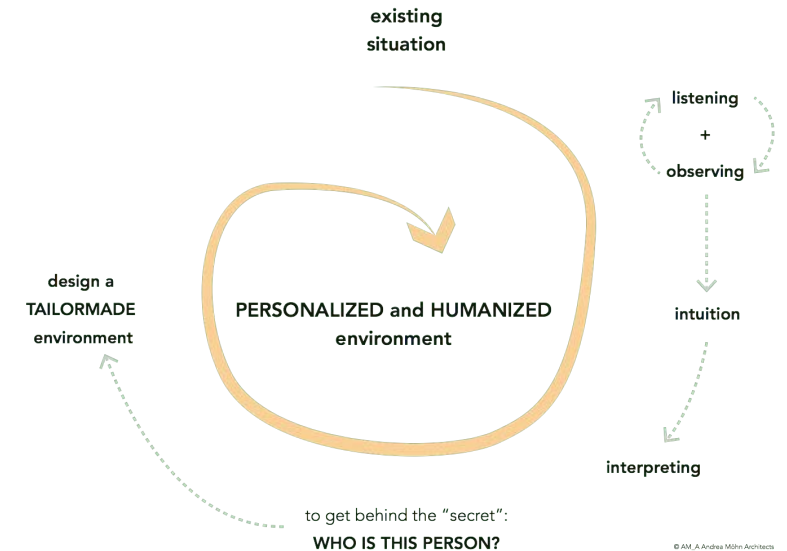 existing
situation
listening
+
observing
intuition
interpreting
to get behind the “secret”:
WHO IS THIS PERSON?
design a
TAILORMADE
environment
PERSONALIZED and HUMANIZED
environment
© AM_A Andrea Möhn Architects